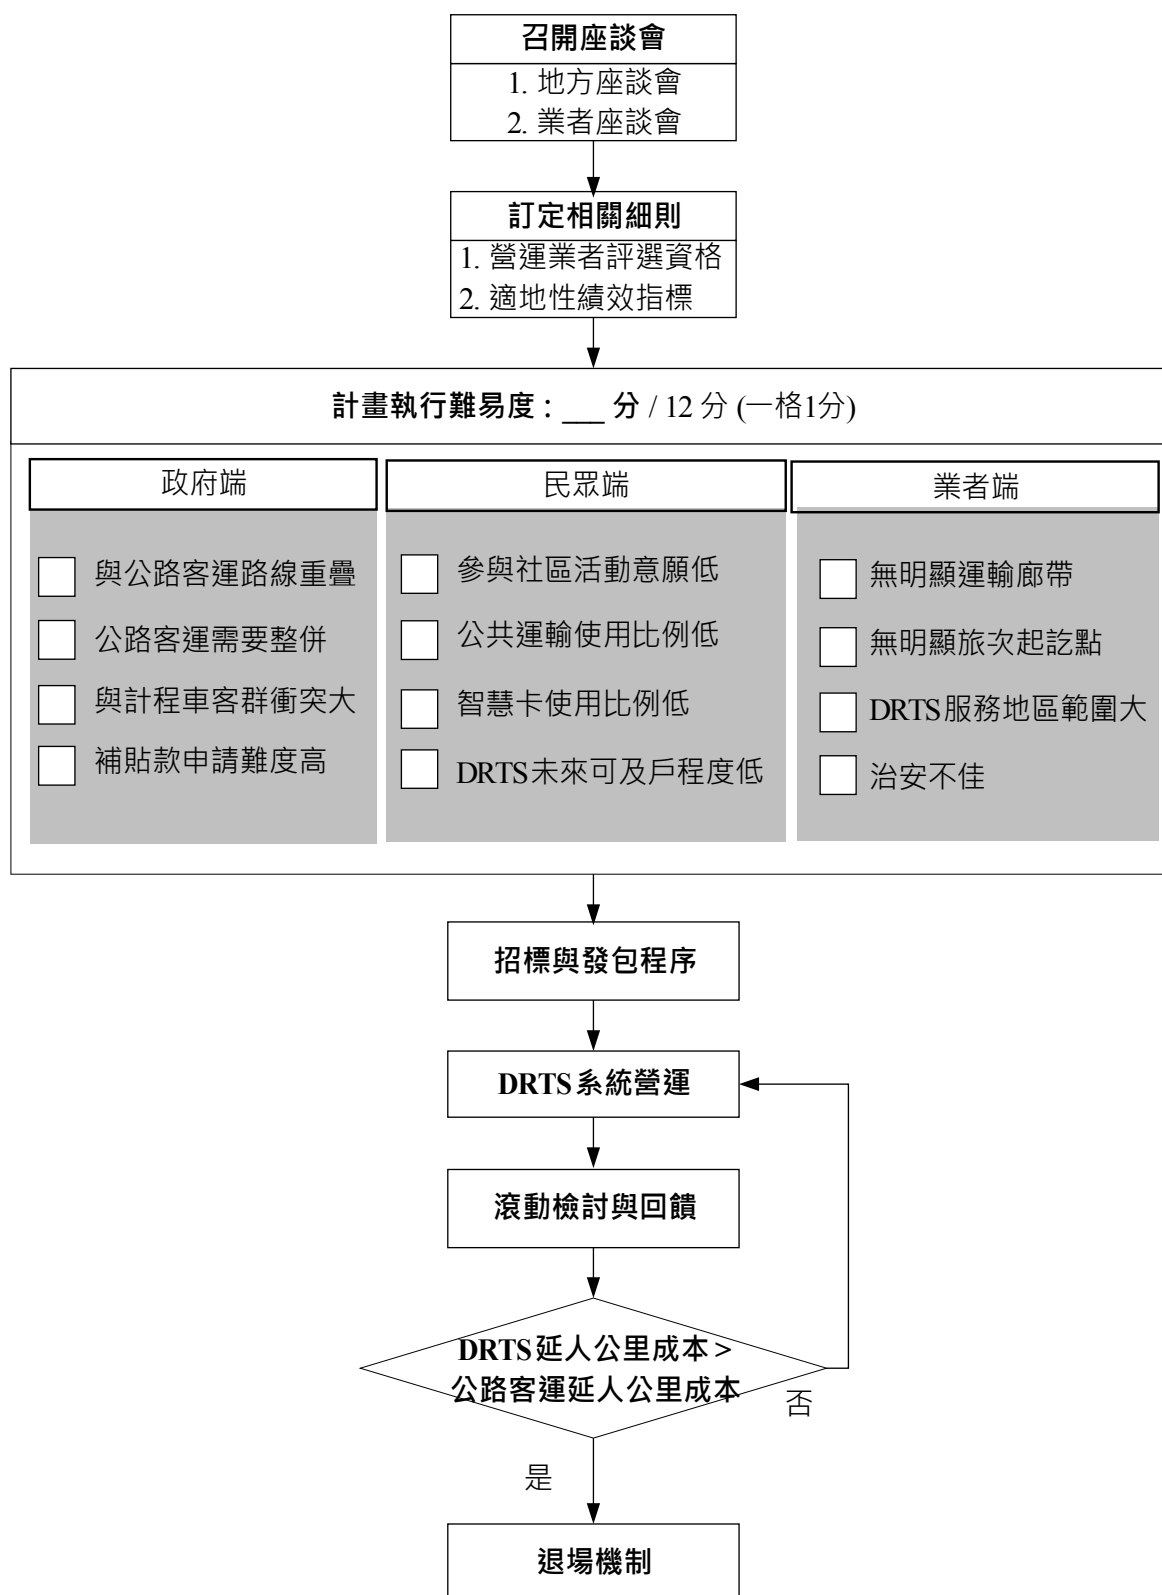 召開座談會
1. 地方座談會
2. 業者座談會
訂定相關細則
1. 營運業者評選資格
2. 適地性績效指標
計畫執行難易度：___ 分 / 12 分 (一格1分)
政府端
與公路客運路線重疊
公路客運需要整併
與計程車客群衝突大
補貼款申請難度高
民眾端
參與社區活動意願低
公共運輸使用比例低
智慧卡使用比例低
DRTS未來可及戶程度低
業者端
無明顯運輸廊帶
無明顯旅次起訖點
DRTS服務地區範圍大
治安不佳
招標與發包程序
DRTS系統營運
滾動檢討與回饋
DRTS延人公里成本>
公路客運延人公里成本
否
是
退場機制